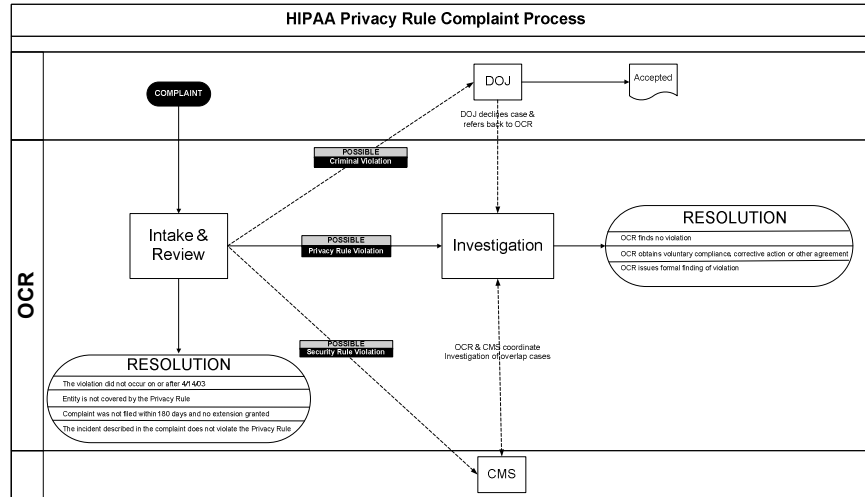 HIPAA Privacy Rule Complaint Process
DOJ
Accepted
COMPLAINT
DOJ declines case &
refers back to OCR
POSSIBLE
Criminal Violation
OCR
Intake &
Review
POSSIBLE
Privacy Rule Violation
Investigation
RESOLUTION
OCR finds no violation
OCR obtains voluntary compliance, corrective action or other agreement
OCR issues formal finding of violation
POSSIBLE
Security Rule Violation
OCR & CMS coordinate
Investigation of overlap cases
RESOLUTION
The violation did not occur on or after 4/14/03
Entity is not covered by the Privacy Rule
Complaint was not filed within 180 days and no extension granted
The incident described in the complaint does not violate the Privacy Rule
CMS